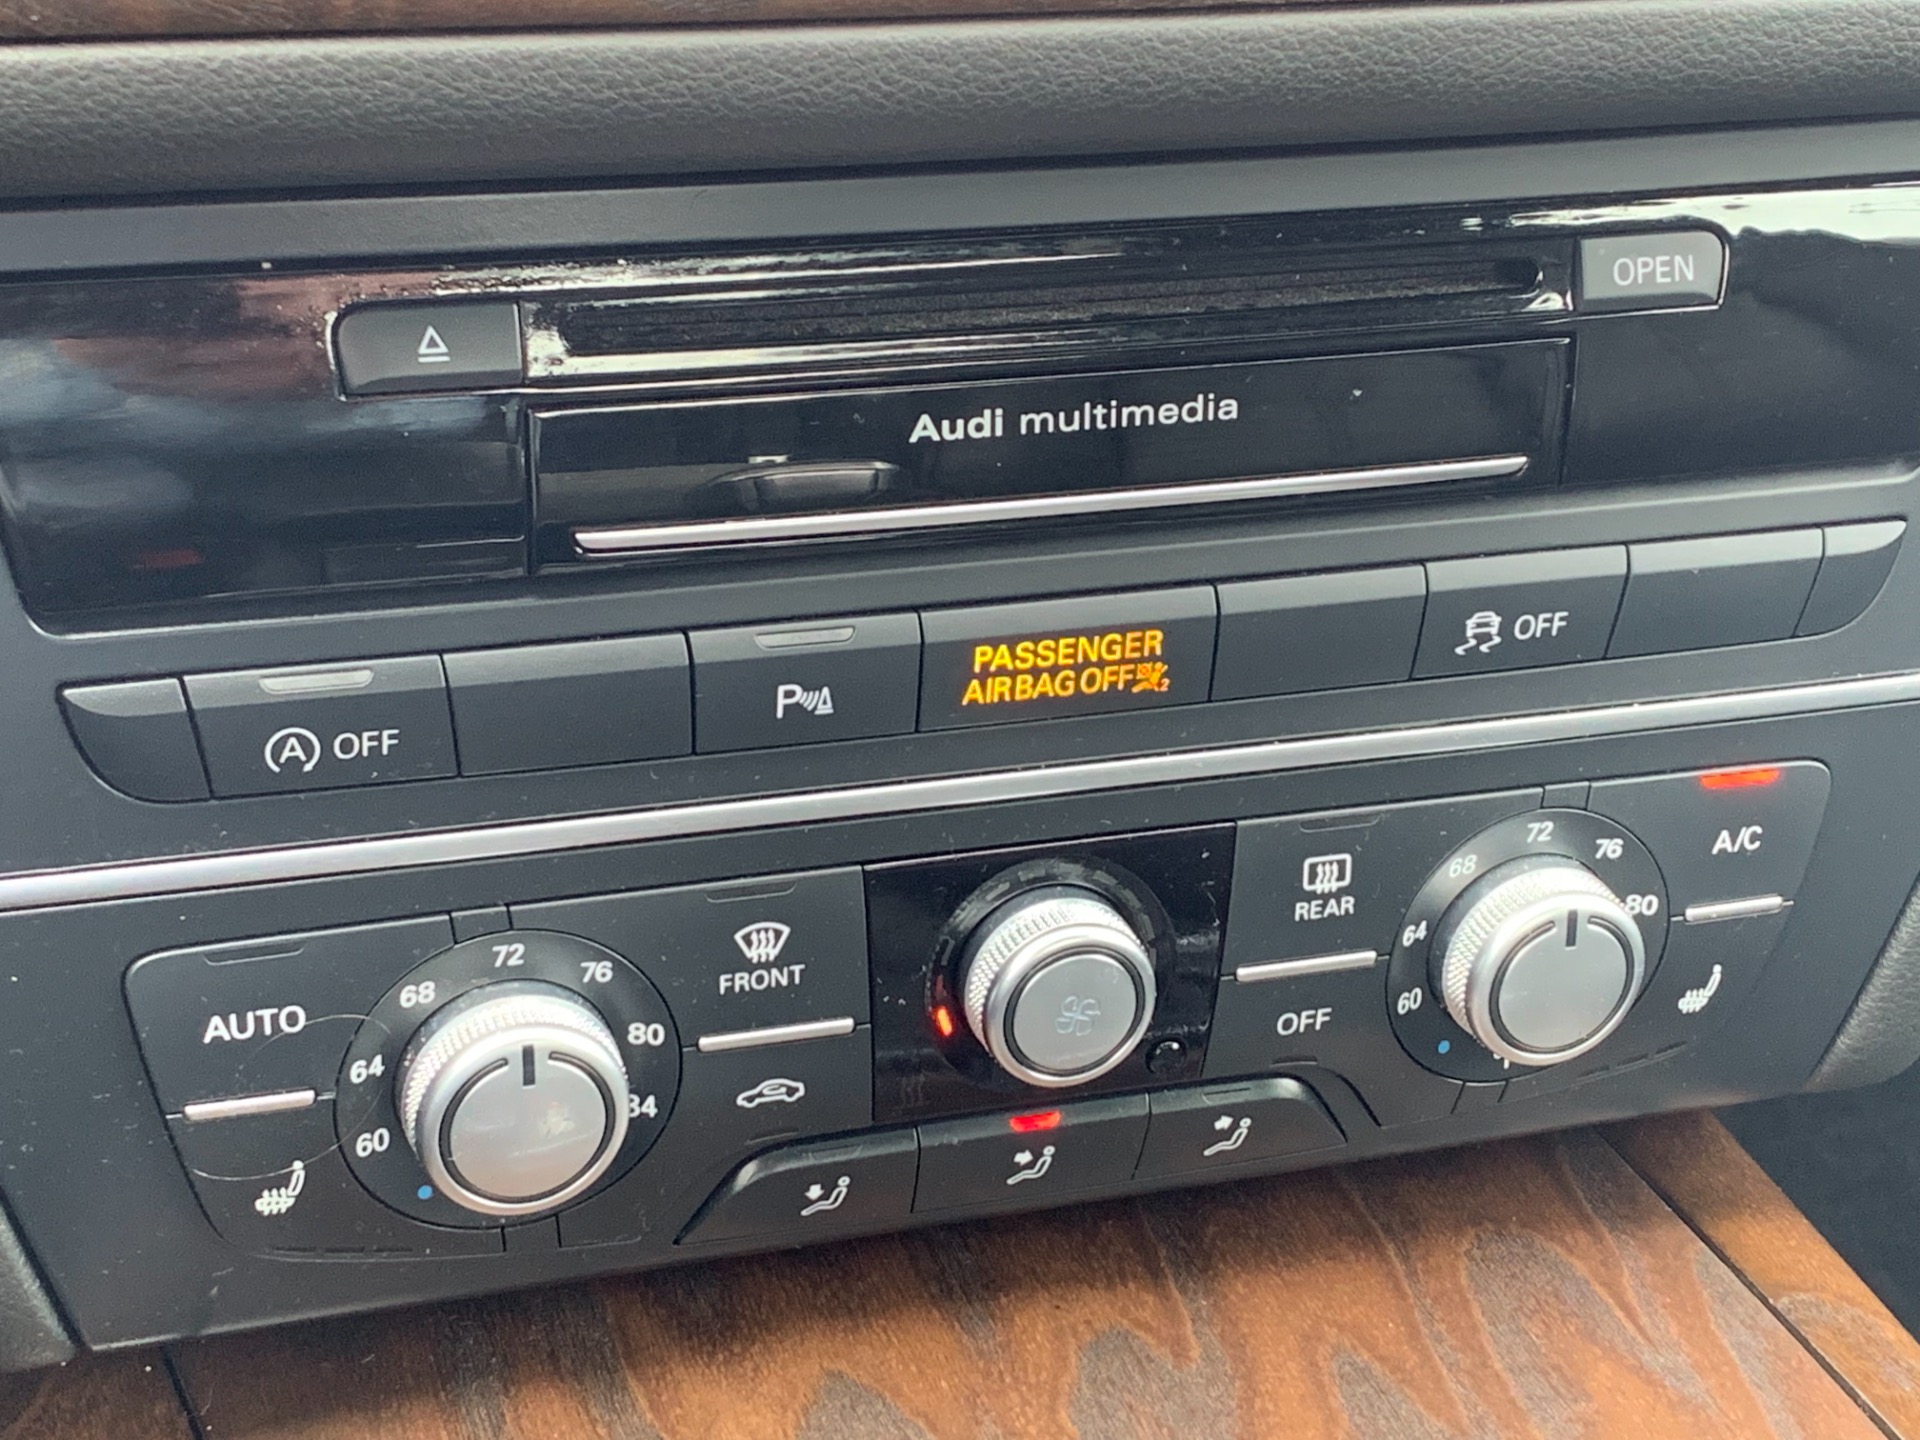 OPEN
Audi multimedia
A OFF
P
PASSENGER
AIRBAG OFF 2
OFF
AUTO
60
64
68
72
76
80
84
FRONT
REAR
OFF
60
64
68
72
76
80
A/C